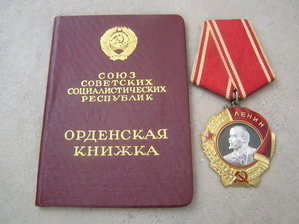 СОЮЗ
СОВЕТСКИХ
СОЦИАЛИСТИЧЕСКИХ
РЕСПУБЛИК
ОРДЕНСКАЯ
КНИЖКА
ЛЕНИН